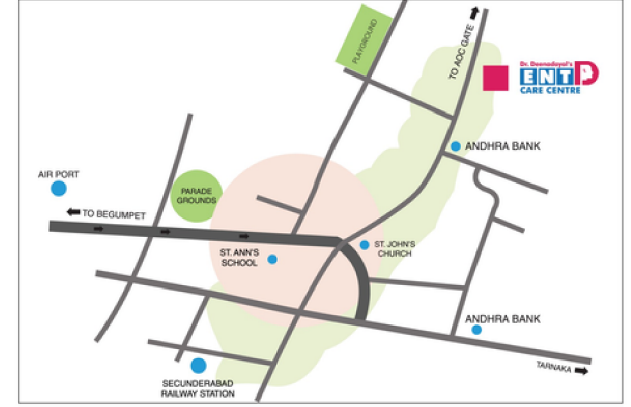 PLAYGROUND
TO AOC GATE
Dr. Deenadayal's
ENT
CARE CENTRE
ANDHRA BANK
AIR PORT
PARADE
GROUNDS
TO BEGUMPET
ST. ANN'S
SCHOOL
ST. JOHN'S
CHURCH
ANDHRA BANK
TARNAKA
SECUNDERABAD
RAILWAY STATION